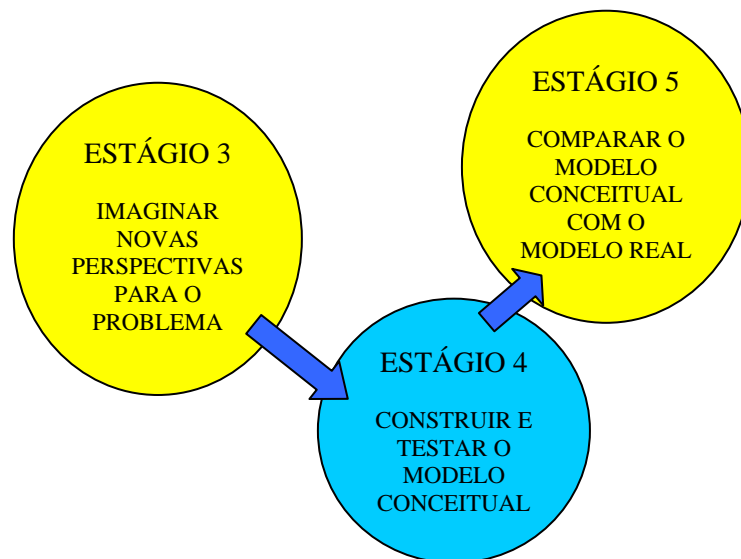 ESTÁGIO 3
IMAGINAR
NOVAS
PERSPECTIVAS
PARA O
PROBLEMA
ESTÁGIO 4
CONSTRUIR E
TESTAR O
MODELO
CONCEITUAL
ESTÁGIO 5
COMPARAR O
MODELO
CONCEITUAL
COM O
MODELO REAL